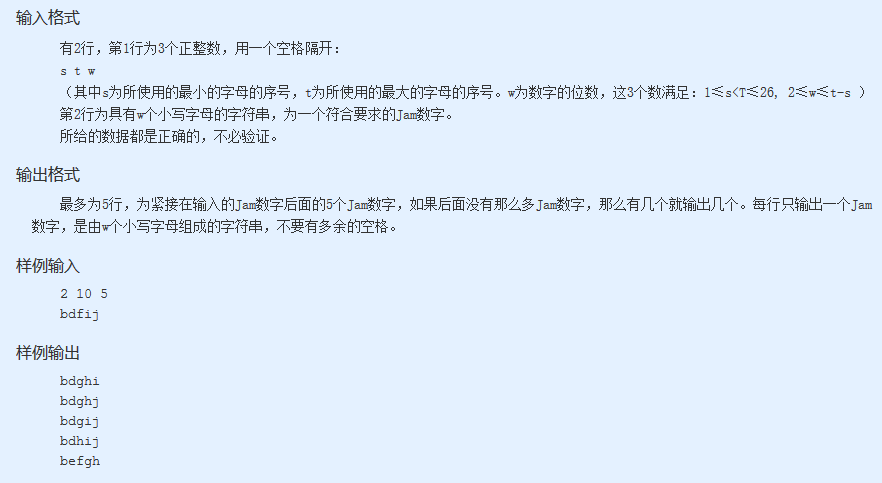 输入格式
有2行，第1行为3个正整数，用一个空格隔开：
s t w
（其中s为所使用的最小的字母的序号，t为所使用的最大的字母的序号。w为数字的位数，这3个数满足：1≤s<T≤26, 2≤w≤t-s ）
第2行为具有w个小写字母的字符串，为一个符合要求的Jam数字。
所给的数据都是正确的，不必验证。
输出格式
最多为5行，为紧接在输入的Jam数字后面的5个Jam数字，如果后面没有那么多Jam数字，那么有几个就输出几个。每行只输出一个Jam
数字，是由w个小写字母组成的字符串，不要有多余的空格。
样例输入
2 10 5
bdfij
样例输出
bdghi
bdghj
bdgij
bdhij
befgh